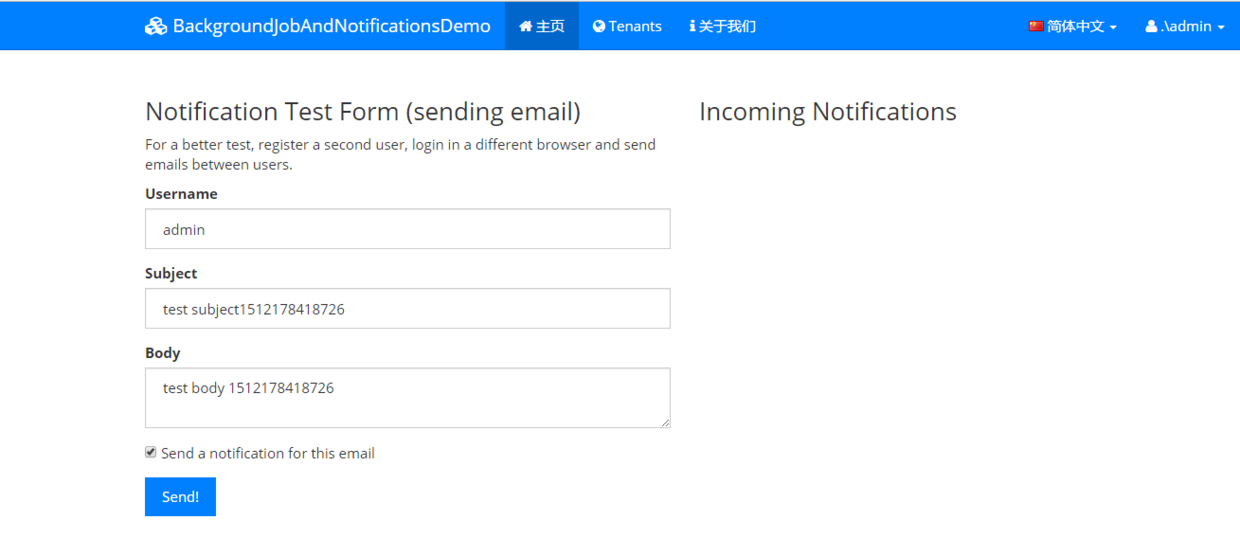 BackgroundJobAndNotificationsDemo 主页 Tenants 关于我们 简体中文 .\admin
Notification Test Form (sending email)
For a better test, register a second user, login in a different browser and send
emails between users.
Username
admin
Subject
test subject1512178418726
Body
test body 1512178418726
Send a notification for this email
Send!
Incoming Notifications